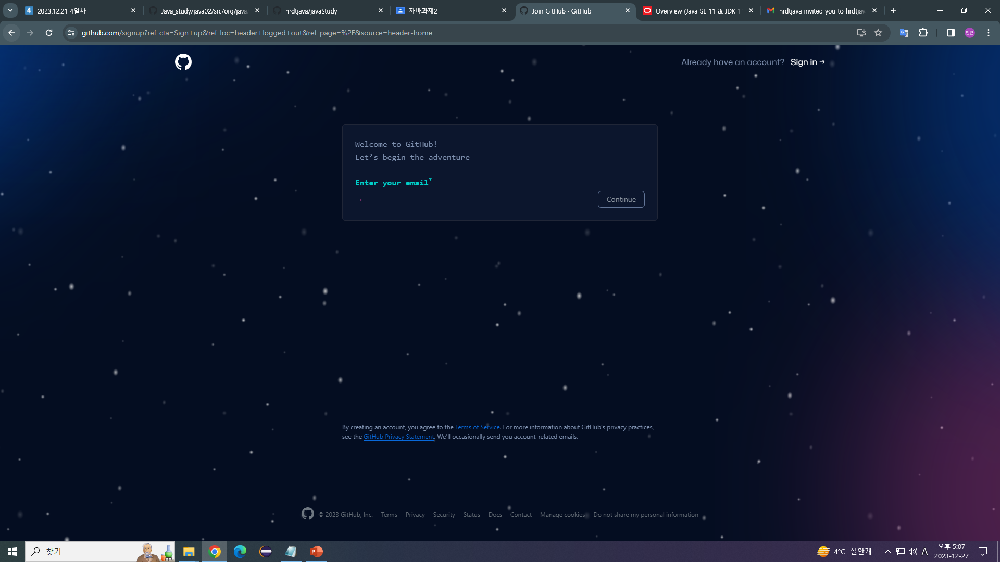 2023.12.21 4일차
Java_study/java02/src/org/java
hrdtjava/javaStudy
자바과제2
Join GitHub · GitHub
Overview (Java SE 11 & JDK 1
hrdtjava invited you to hrdtjav
github.com/signup?ref_cta=Sign+up&ref_loc=header+logged+out&ref_page=%2F&source=header-home
민근
Already have an account? Sign in →
Welcome to GitHub!
Let’s begin the adventure
Enter your email*
→
Continue
By creating an account, you agree to the Terms of Service. For more information about GitHub's privacy practices,
see the GitHub Privacy Statement. We'll occasionally send you account-related emails.
© 2023 GitHub, Inc. Terms Privacy Security Status Docs Contact Manage cookies Do not share my personal information
찾기
4°C 실안개
A
오후 5:07
2023-12-27